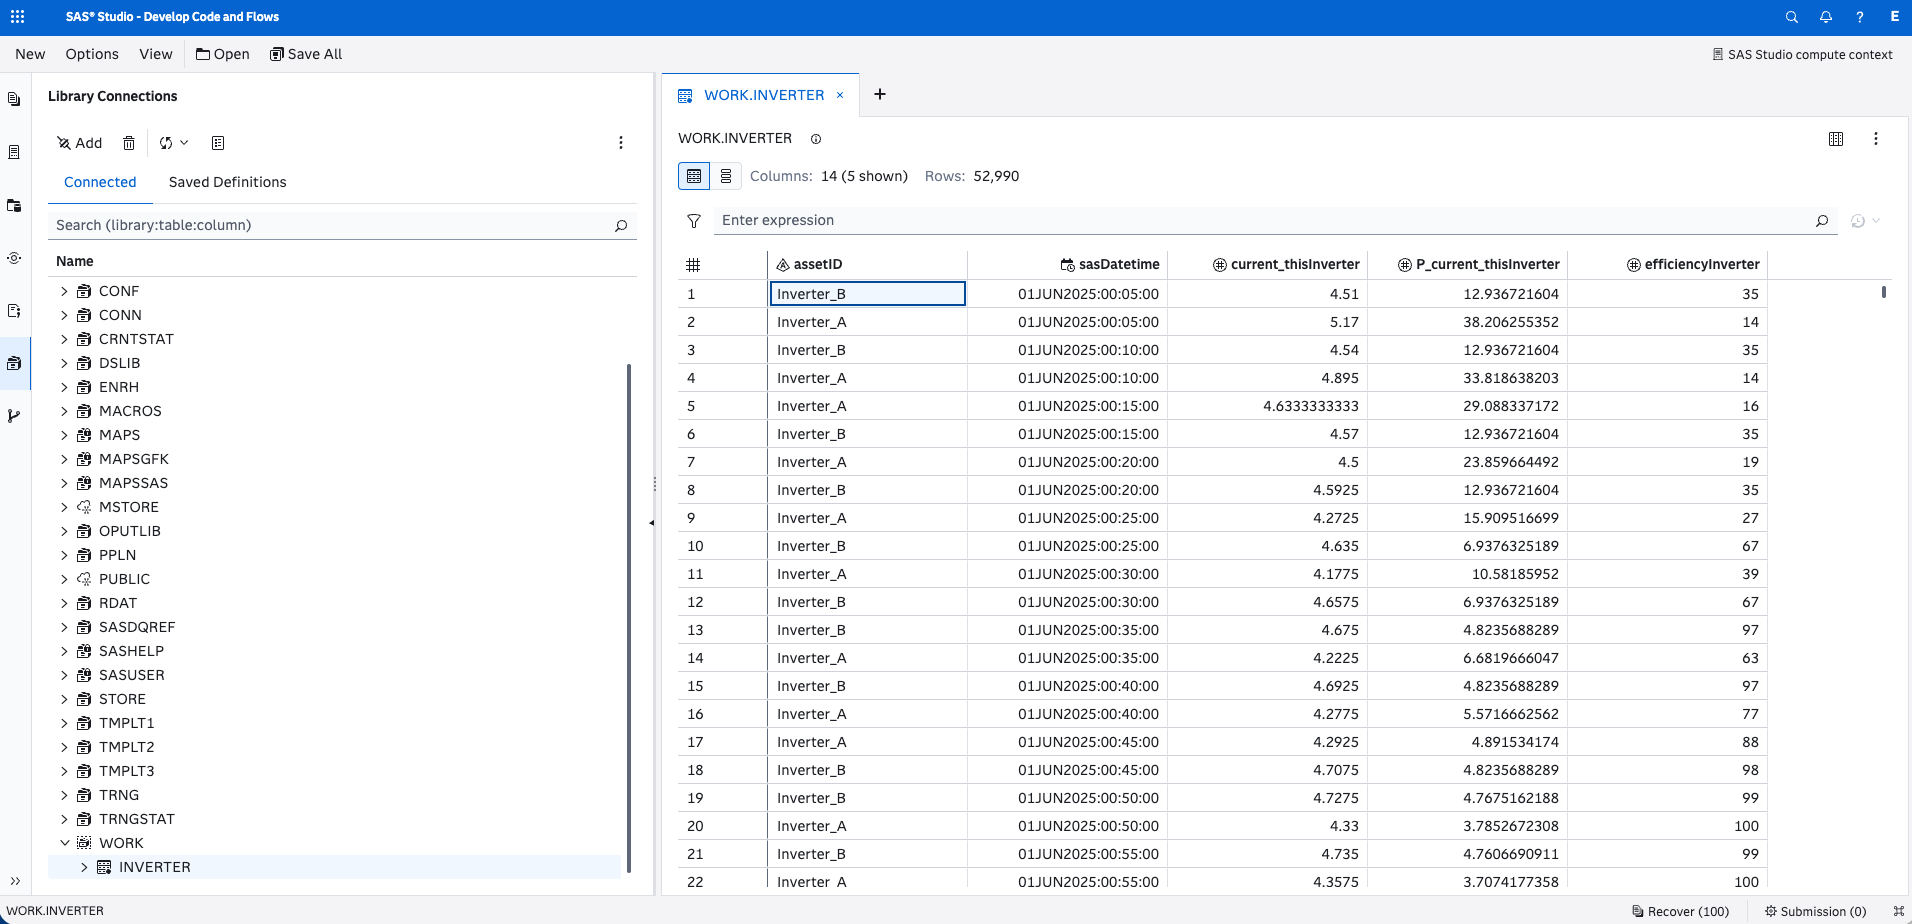 SAS® Studio - Develop Code and Flows
E
New Options View Open Save All
SAS Studio compute context
Library Connections
Add
Connected Saved Definitions
Search (library:table:column)
Name
CONF
CONN
CRNTSTAT
DSLIB
ENRH
MACROS
MAPS
MAPSGFK
MAPSSAS
MSTORE
OPUTLIB
PPLN
PUBLIC
RDAT
SASDQREF
SASHELP
SASUSER
STORE
TMPLT1
TMPLT2
TMPLT3
TRNG
TRNGSTAT
WORK
INVERTER
WORK.INVERTER
WORK.INVERTER
Columns: 14 (5 shown) Rows: 52,990
Enter expression
# assetID sasDatetime current_thisInverter P_current_thisInverter efficiencyInverter
1 Inverter_B 01JUN2025:00:05:00 4.51 12.936721604 35
2 Inverter_A 01JUN2025:00:05:00 5.17 38.206255352 14
3 Inverter_B 01JUN2025:00:10:00 4.54 12.936721604 35
4 Inverter_A 01JUN2025:00:10:00 4.895 33.818638203 14
5 Inverter_A 01JUN2025:00:15:00 4.6333333333 29.088337172 16
6 Inverter_B 01JUN2025:00:15:00 4.57 12.936721604 35
7 Inverter_A 01JUN2025:00:20:00 4.5 23.859664492 19
8 Inverter_B 01JUN2025:00:20:00 4.5925 12.936721604 35
9 Inverter_A 01JUN2025:00:25:00 4.2725 15.909516699 27
10 Inverter_B 01JUN2025:00:25:00 4.635 6.9376325189 67
11 Inverter_A 01JUN2025:00:30:00 4.1775 10.58185952 39
12 Inverter_B 01JUN2025:00:30:00 4.6575 6.9376325189 67
13 Inverter_B 01JUN2025:00:35:00 4.675 4.8235688289 97
14 Inverter_A 01JUN2025:00:35:00 4.2225 6.6819666047 63
15 Inverter_B 01JUN2025:00:40:00 4.6925 4.8235688289 97
16 Inverter_A 01JUN2025:00:40:00 4.2775 5.5716662562 77
17 Inverter_A 01JUN2025:00:45:00 4.2925 4.891534174 88
18 Inverter_B 01JUN2025:00:45:00 4.7075 4.8235688289 98
19 Inverter_B 01JUN2025:00:50:00 4.7275 4.7675162188 99
20 Inverter_A 01JUN2025:00:50:00 4.33 3.7852672308 100
21 Inverter_B 01JUN2025:00:55:00 4.735 4.7606690911 99
22 Inverter_A 01JUN2025:00:55:00 4.3575 3.7074177358 100
WORK.INVERTER
Recover (100) Submission (0)